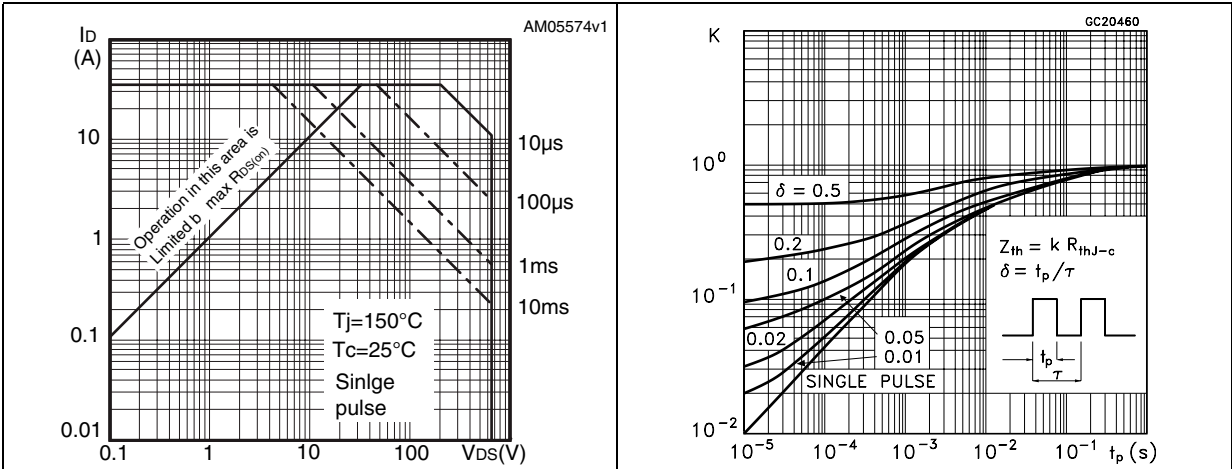 AM05574v1
ID
(A)
10
1
0.1
0.01
0.1
1
10
100
VDS(V)
10µs
100µs
1ms
10ms
Operation in this area is
Limited b max RDS(on)
Tj=150°C
Tc=25°C
Sinlge
pulse
GC20460
K
10⁰
10⁻¹
10⁻²
10⁻⁵
10⁻⁴
10⁻³
10⁻²
10⁻¹
tp (s)
δ = 0.5
0.2
0.1
0.05
0.02
0.01
SINGLE PULSE
Zth = k RthJ-c
δ = tp/τ
tp
τ